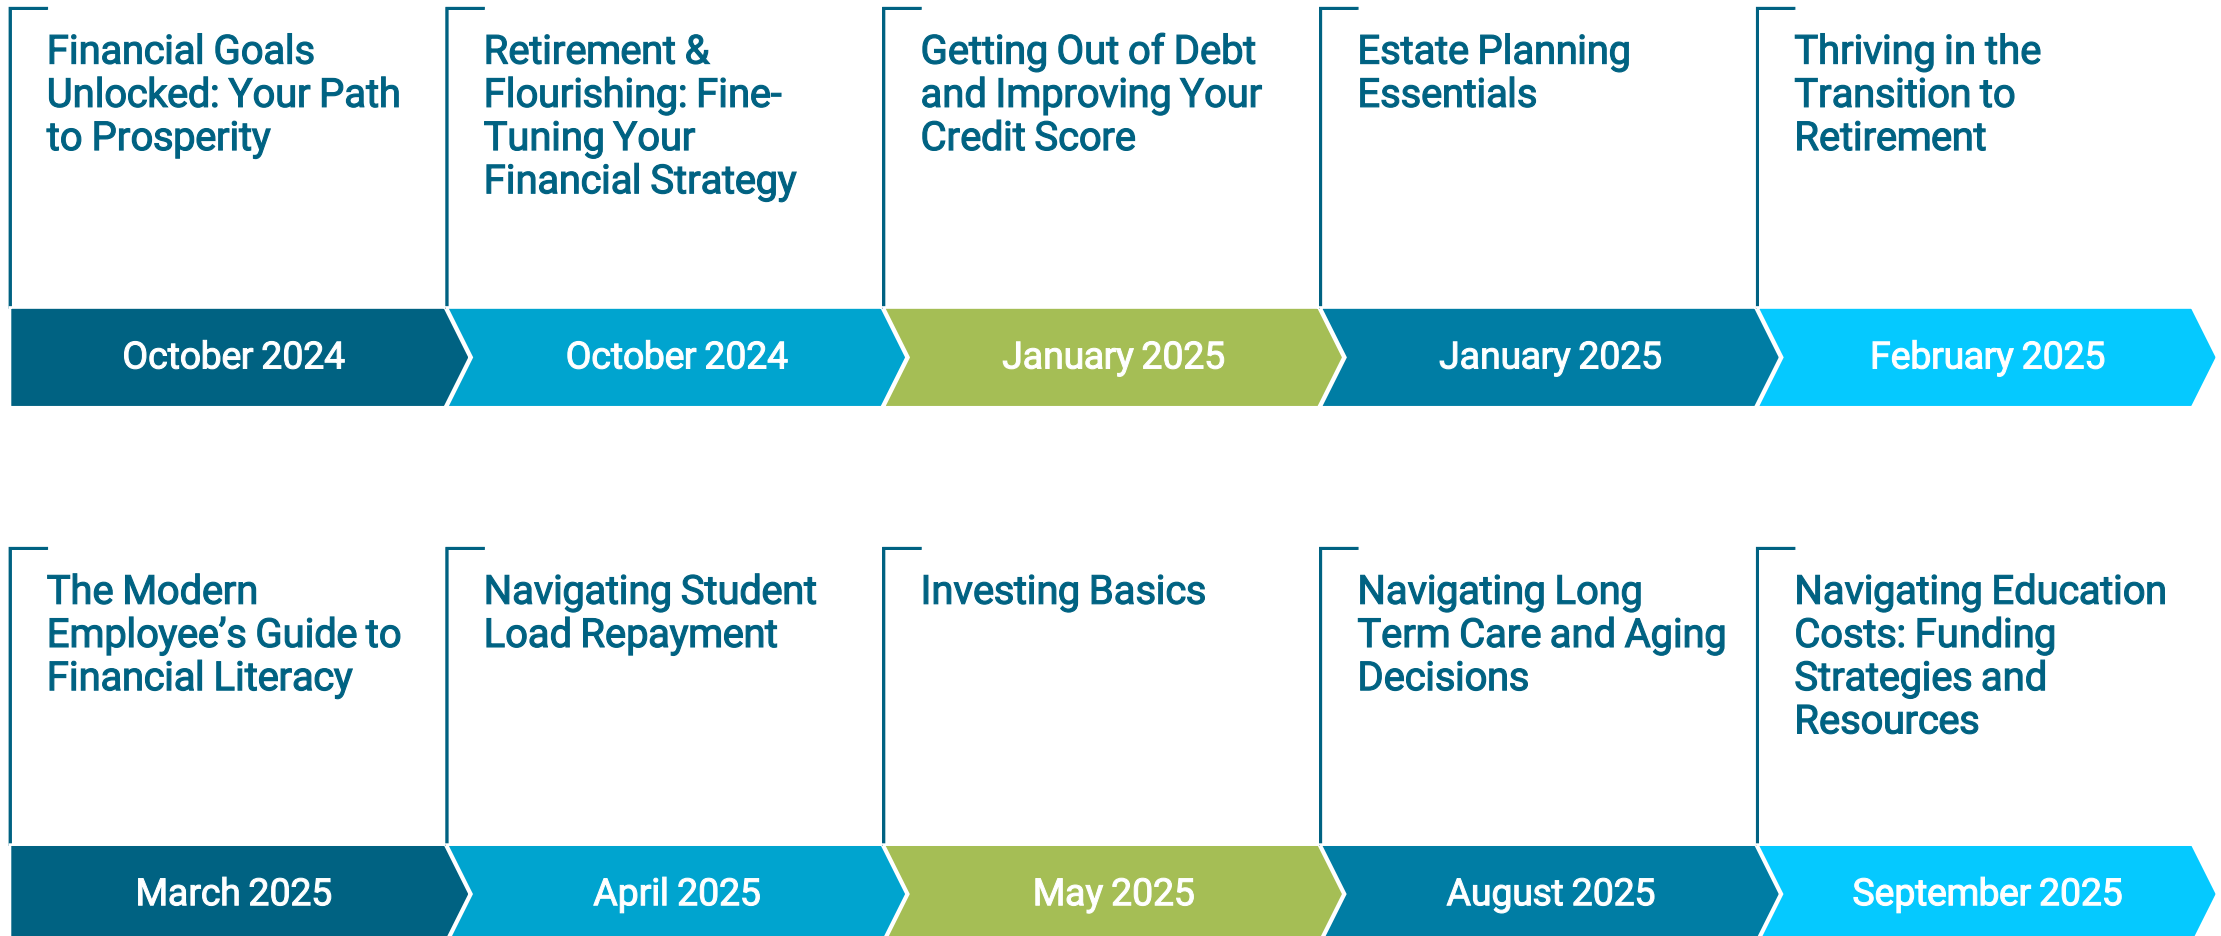 Financial Goals
Unlocked: Your Path
to Prosperity
Retirement &
Flourishing: Fine-
Tuning Your
Financial Strategy
Getting Out of Debt
and Improving Your
Credit Score
Estate Planning
Essentials
Thriving in the
Transition to
Retirement
October 2024
October 2024
January 2025
January 2025
February 2025
The Modern
Employee’s Guide to
Financial Literacy
Navigating Student
Load Repayment
Investing Basics
Navigating Long
Term Care and Aging
Decisions
Navigating Education
Costs: Funding
Strategies and
Resources
March 2025
April 2025
May 2025
August 2025
September 2025